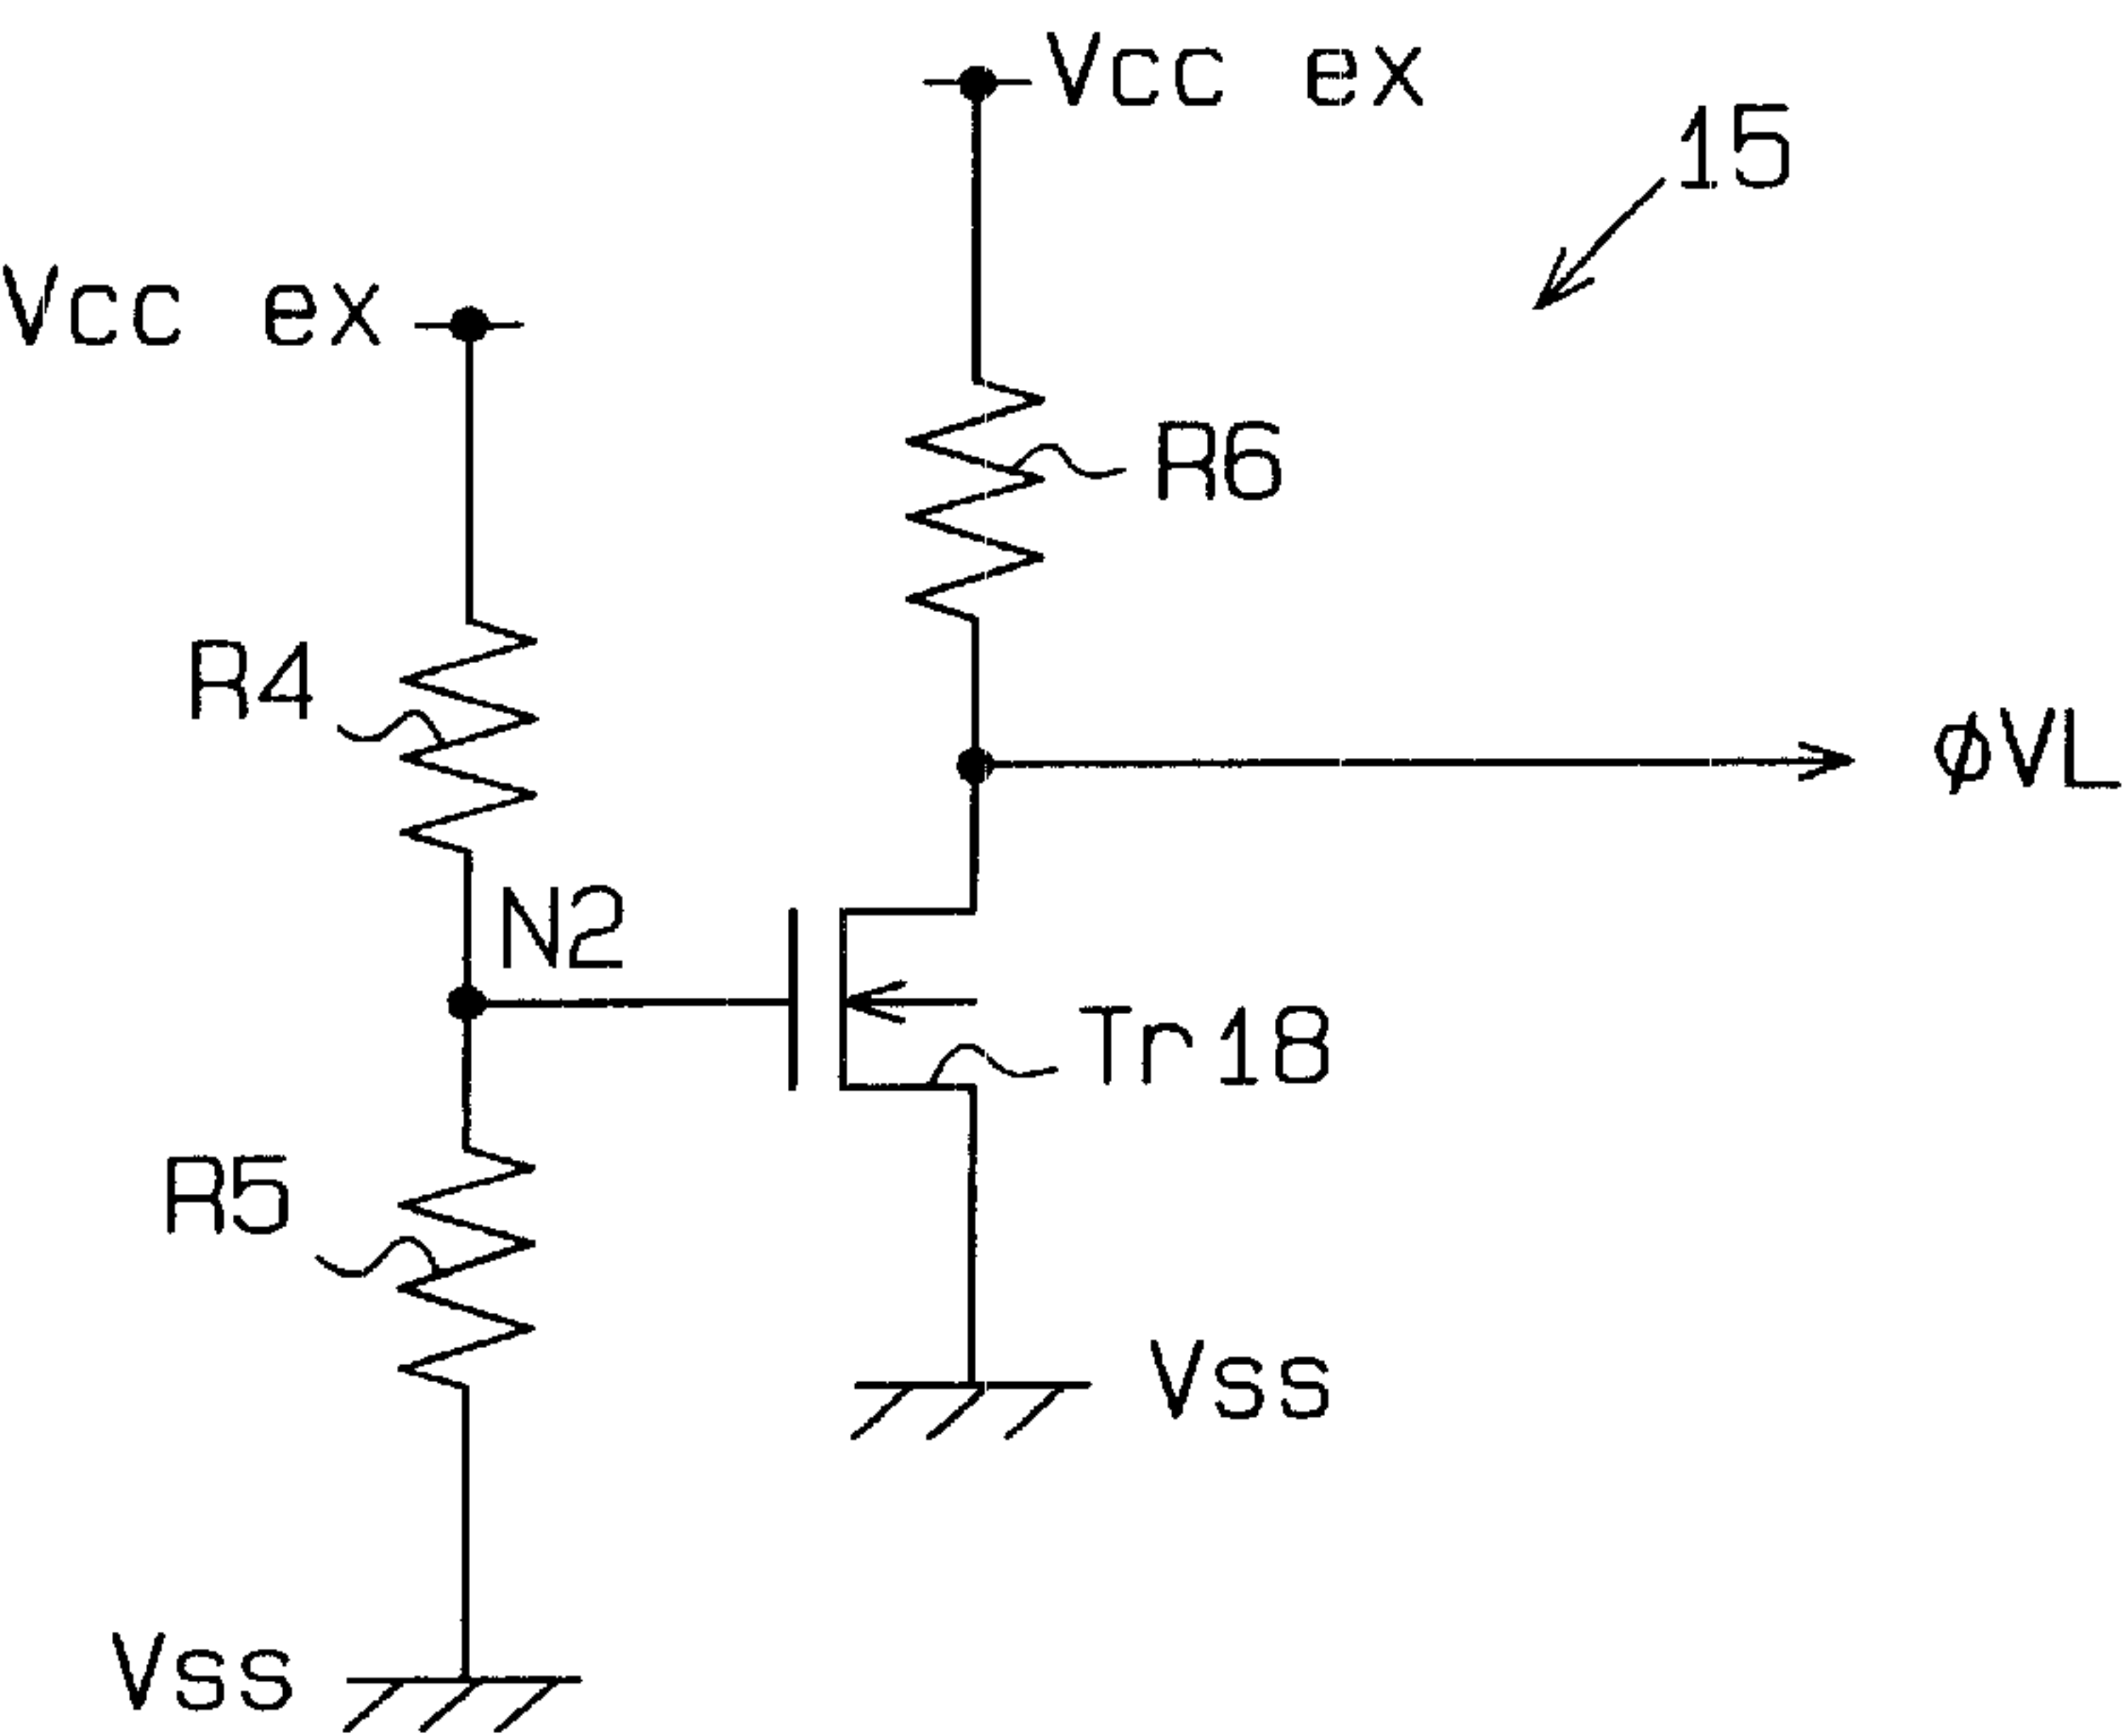 Vcc ex
15
Vcc ex
R6
R4
φVL
N2
Tr18
R5
Vss
Vss